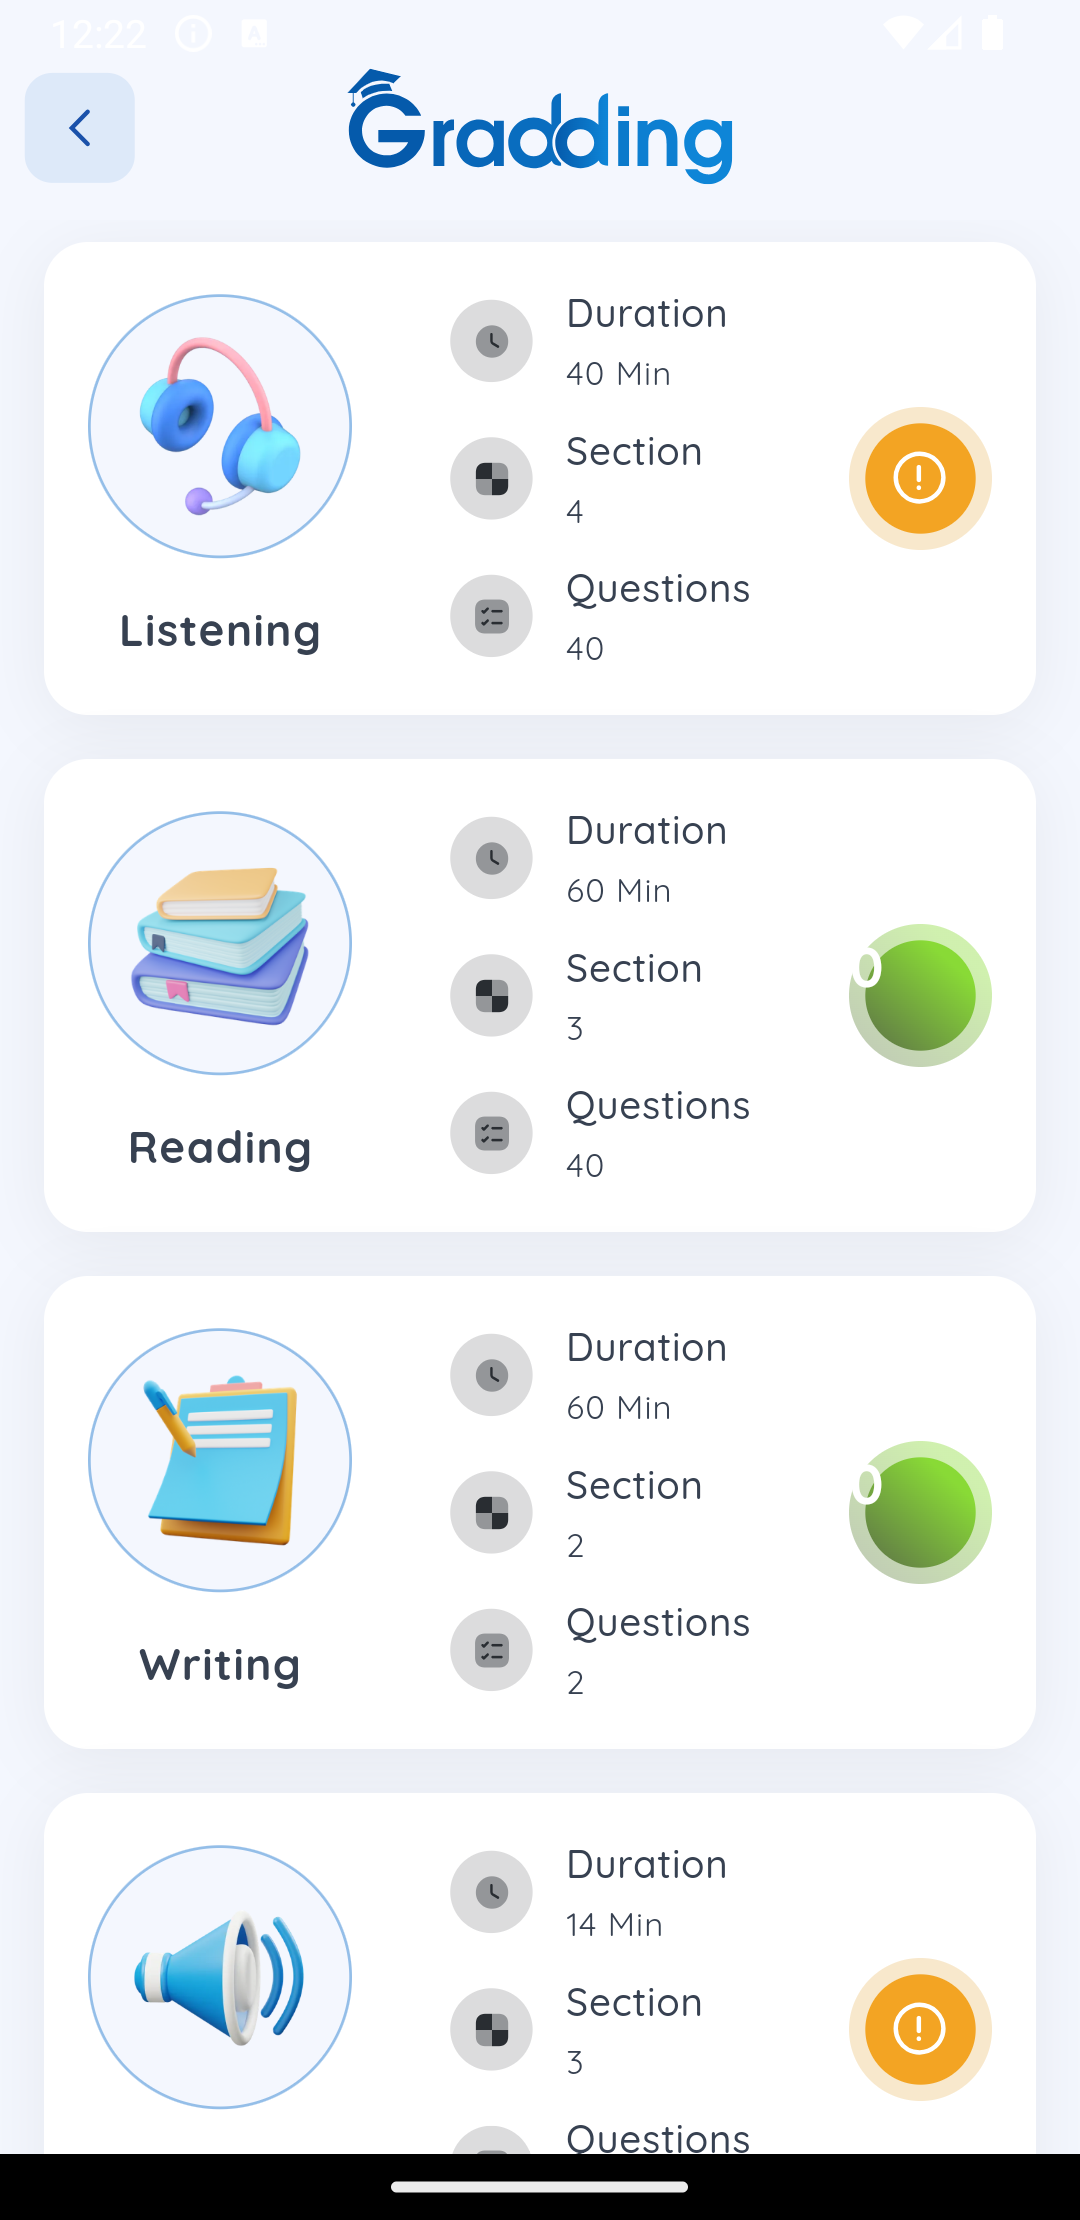 12:22
Gradding
Duration
40 Min
Section
4
Questions
40
Listening
Duration
60 Min
Section
3
Questions
40
0
Reading
Duration
60 Min
Section
2
Questions
2
0
Writing
Duration
14 Min
Section
3
Questions